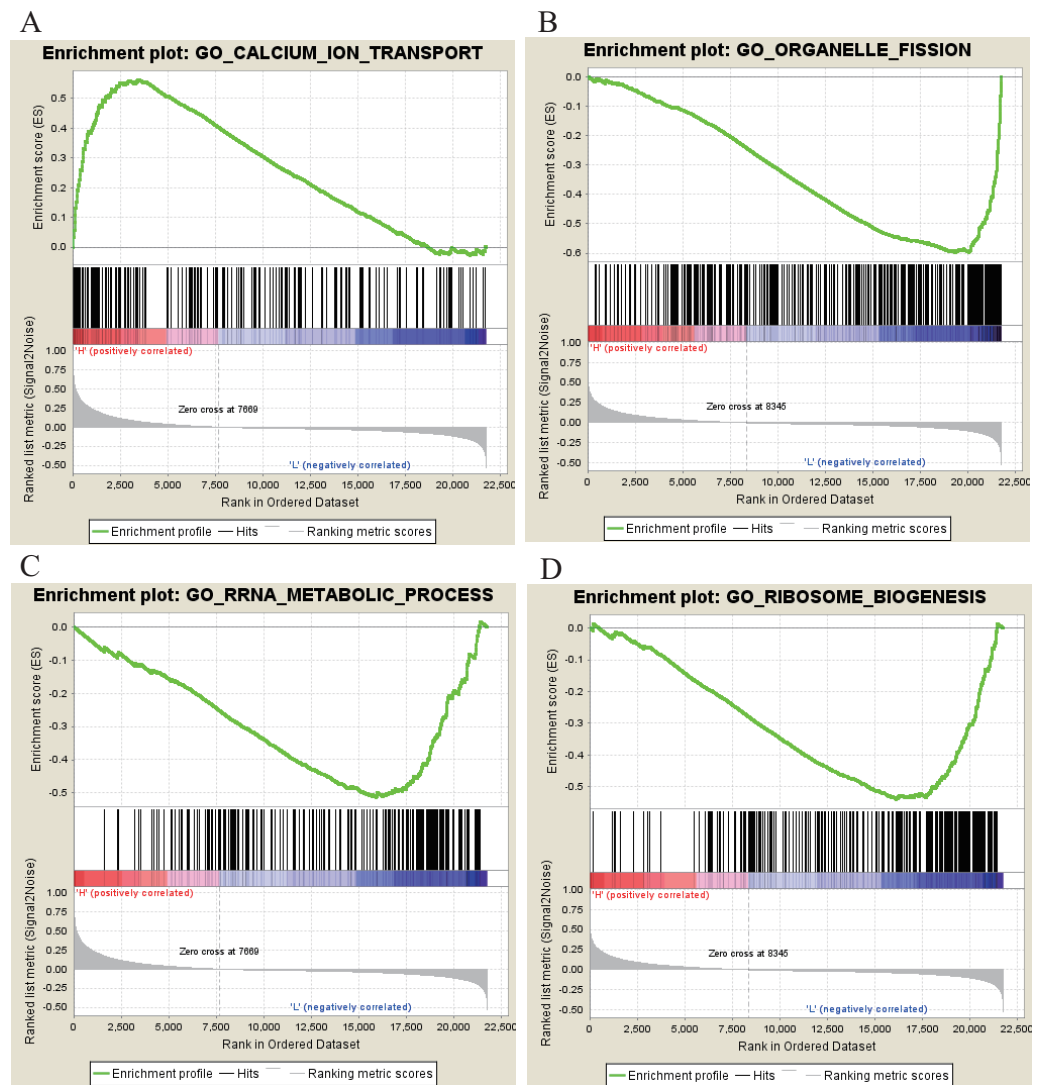 A
Enrichment plot: GO_CALCIUM_ION_TRANSPORT
Enrichment score (ES)
0.5
0.4
0.3
0.2
0.1
0.0
Ranked list metric (Signal2Noise)
1.00
0.75
0.50
0.25
0.00
-0.25
-0.50
'H' (positively correlated)
Zero cross at 7669
'L' (negatively correlated)
0 2,500 5,000 7,500 10,000 12,500 15,000 17,500 20,000 22,500
Rank in Ordered Dataset
Enrichment profile Hits Ranking metric scores
B
Enrichment plot: GO_ORGANELLE_FISSION
Enrichment score (ES)
0.0
-0.1
-0.2
-0.3
-0.4
-0.5
-0.6
Ranked list metric (Signal2Noise)
1.00
0.75
0.50
0.25
0.00
-0.25
-0.50
'H' (positively correlated)
Zero cross at 8345
'L' (negatively correlated)
0 2,500 5,000 7,500 10,000 12,500 15,000 17,500 20,000 22,500
Rank in Ordered Dataset
Enrichment profile Hits Ranking metric scores
C
Enrichment plot: GO_RRNA_METABOLIC_PROCESS
Enrichment score (ES)
0.0
-0.1
-0.2
-0.3
-0.4
-0.5
Ranked list metric (Signal2Noise)
1.00
0.75
0.50
0.25
0.00
-0.25
-0.50
'H' (positively correlated)
Zero cross at 7669
'L' (negatively correlated)
0 2,500 5,000 7,500 10,000 12,500 15,000 17,500 20,000 22,500
Rank in Ordered Dataset
Enrichment profile Hits Ranking metric scores
D
Enrichment plot: GO_RIBOSOME_BIOGENESIS
Enrichment score (ES)
0.0
-0.1
-0.2
-0.3
-0.4
-0.5
Ranked list metric (Signal2Noise)
1.00
0.75
0.50
0.25
0.00
-0.25
-0.50
'H' (positively correlated)
Zero cross at 8345
'L' (negatively correlated)
0 2,500 5,000 7,500 10,000 12,500 15,000 17,500 20,000 22,500
Rank in Ordered Dataset
Enrichment profile Hits Ranking metric scores